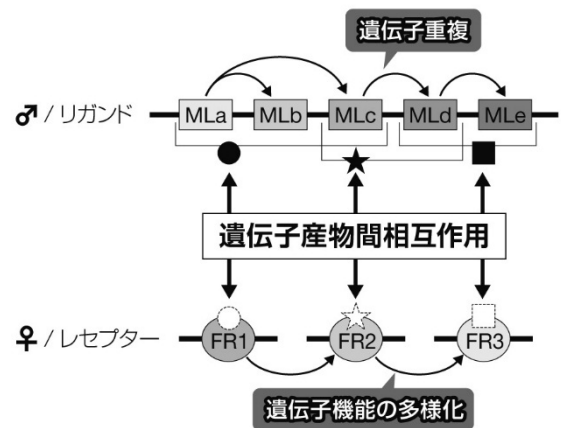 遺伝子重複
♂ / リガンド
MLa
MLb
MLc
MLd
MLe
遺伝子産物間相互作用
♀ / レセプター
FR1
FR2
FR3
遺伝子機能の多様化